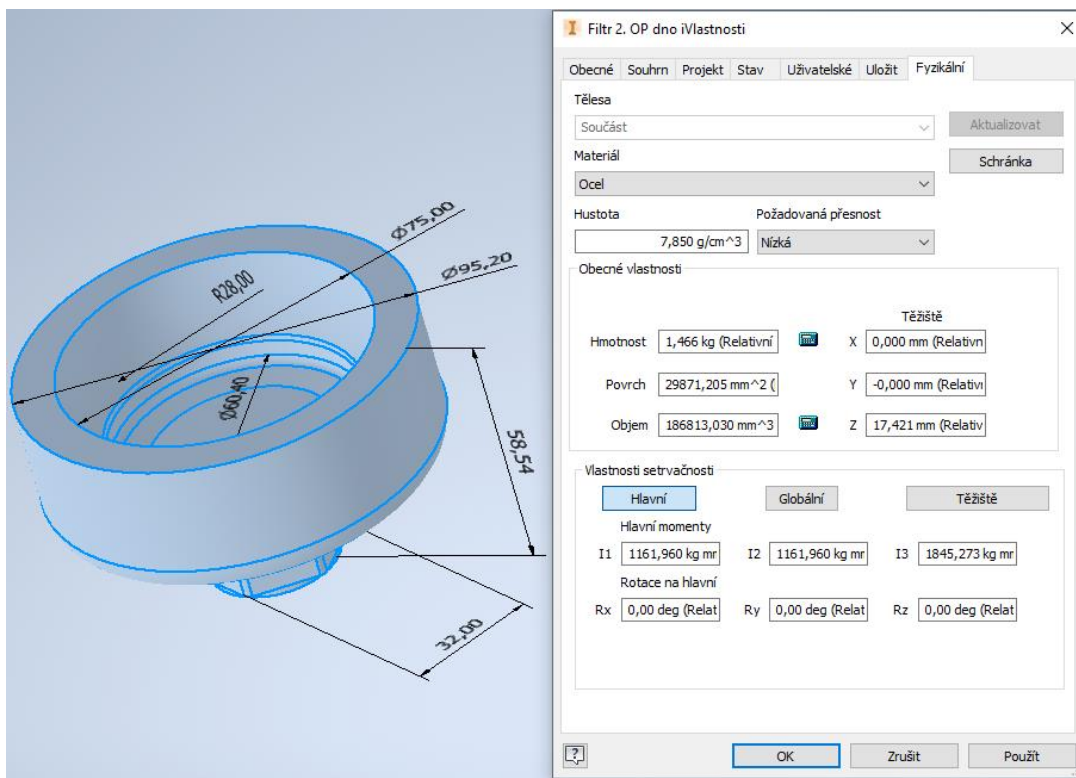 Filtr 2. OP dno iVlastnosti
Obecné Souhrn Projekt Stav Uživatelské Uložit Fyzikální
Tělesa
Součást
Aktualizovat
Materiál
Schránka
Ocel
Hustota Požadovaná přesnost
7,850 g/cm^3 Nízká
Obecné vlastnosti
Těžiště
Hmotnost 1,466 kg (Relativní X 0,000 mm (Relativn
Povrch 29871,205 mm^2 ( Y -0,000 mm (Relativi
Objem 186813,030 mm^3 Z 17,421 mm (Relativ
Vlastnosti setrvačnosti
Hlavní Globální Těžiště
Hlavní momenty
I1 1161,960 kg mr I2 1161,960 kg mr I3 1845,273 kg mr
Rotace na hlavní
Rx 0,00 deg (Relat Ry 0,00 deg (Relat Rz 0,00 deg (Relat
OK Zrušit Použít
Ø75,00
Ø95,20
R28,00
Ø60,40
58,54
32,00